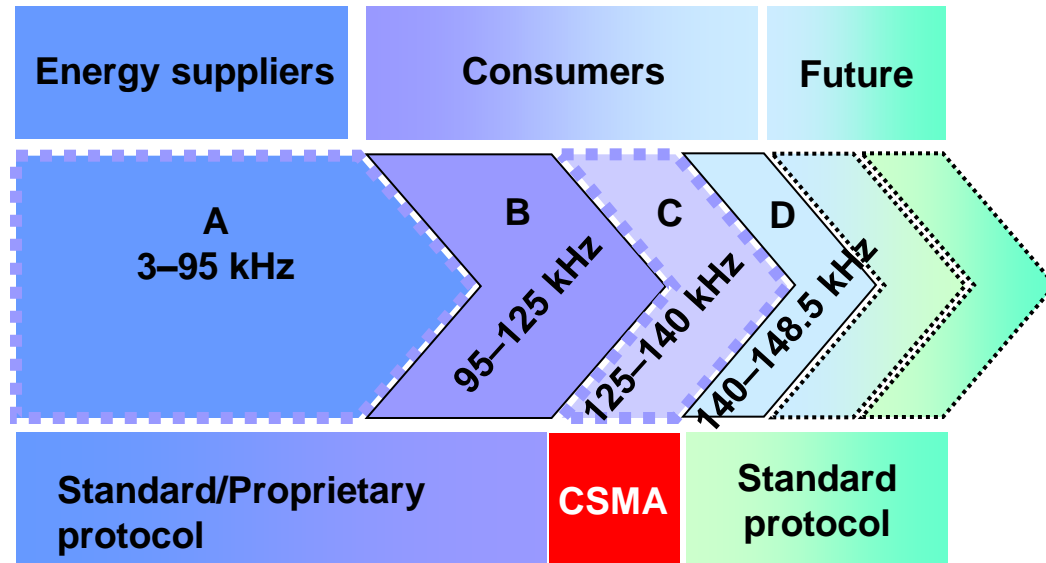 Energy suppliers
Consumers
Future
A
3–95 kHz
B
95–125 kHz
C
125–140 kHz
D
140–148.5 kHz
Standard/Proprietary
protocol
CSMA
Standard
protocol